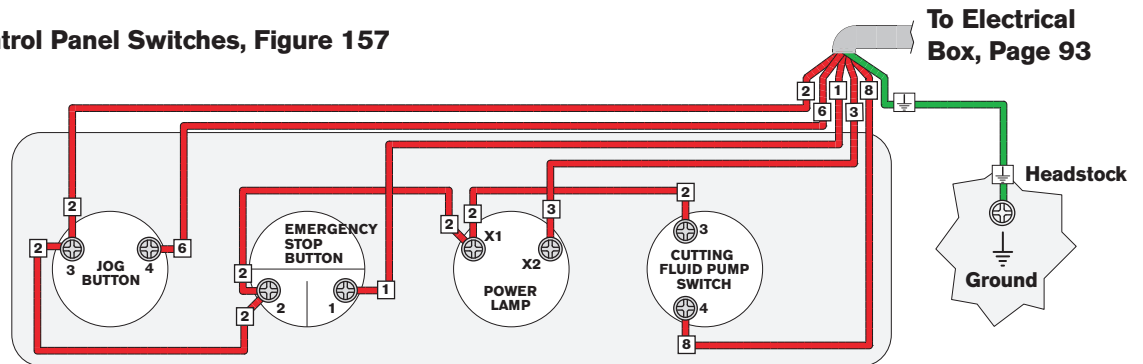 ntrol Panel Switches, Figure 157
To Electrical
Box, Page 93
2
6
1
3
8
Headstock
Ground
2
2
3
JOG
BUTTON
4
6
EMERGENCY
STOP
BUTTON
2
2
2
1
1
2
2
X1
3
X2
POWER
LAMP
2
3
CUTTING
FLUID PUMP
SWITCH
4
8